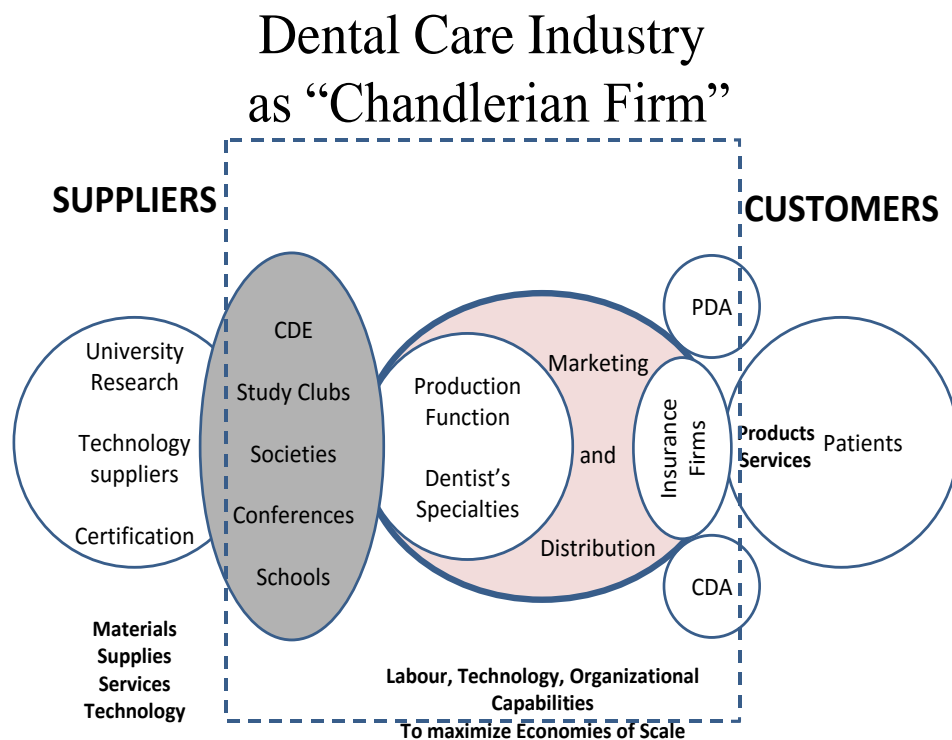 Dental Care Industry
as “Chandlerian Firm”
SUPPLIERS
CUSTOMERS
University
Research
Technology
suppliers
Certification
CDE
Study Clubs
Societies
Conferences
Schools
Production
Function
Dentist’s
Specialties
Marketing
and
Distribution
PDA
Insurance
Firms
CDA
Products
Services
Patients
Materials
Supplies
Services
Technology
Labour, Technology, Organizational
Capabilities
To maximize Economies of Scale